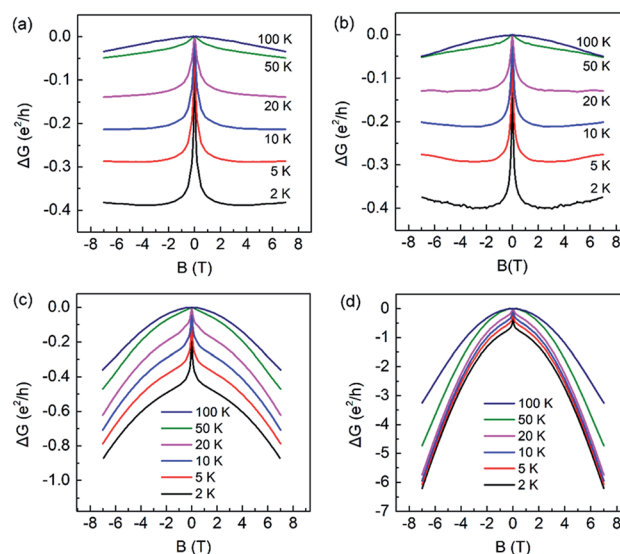 (a)
0.0
-0.1
-0.2
-0.3
-0.4
ΔG (e²/h)
100 K
50 K
20 K
10 K
5 K
2 K
-8 -6 -4 -2 0 2 4 6 8
B (T)
(b)
0.0
-0.1
-0.2
-0.3
-0.4
ΔG (e²/h)
100 K
50 K
20 K
10 K
5 K
2 K
-8 -6 -4 -2 0 2 4 6 8
B(T)
(c)
0.0
-0.2
-0.4
-0.6
-0.8
-1.0
ΔG (e²/h)
100 K
50 K
20 K
10 K
5 K
2 K
-8 -6 -4 -2 0 2 4 6 8
B (T)
(d)
0
-1
-2
-3
-4
-5
-6
-7
ΔG (e²/h)
100 K
50 K
20 K
10 K
5 K
2 K
-8 -6 -4 -2 0 2 4 6 8
B (T)